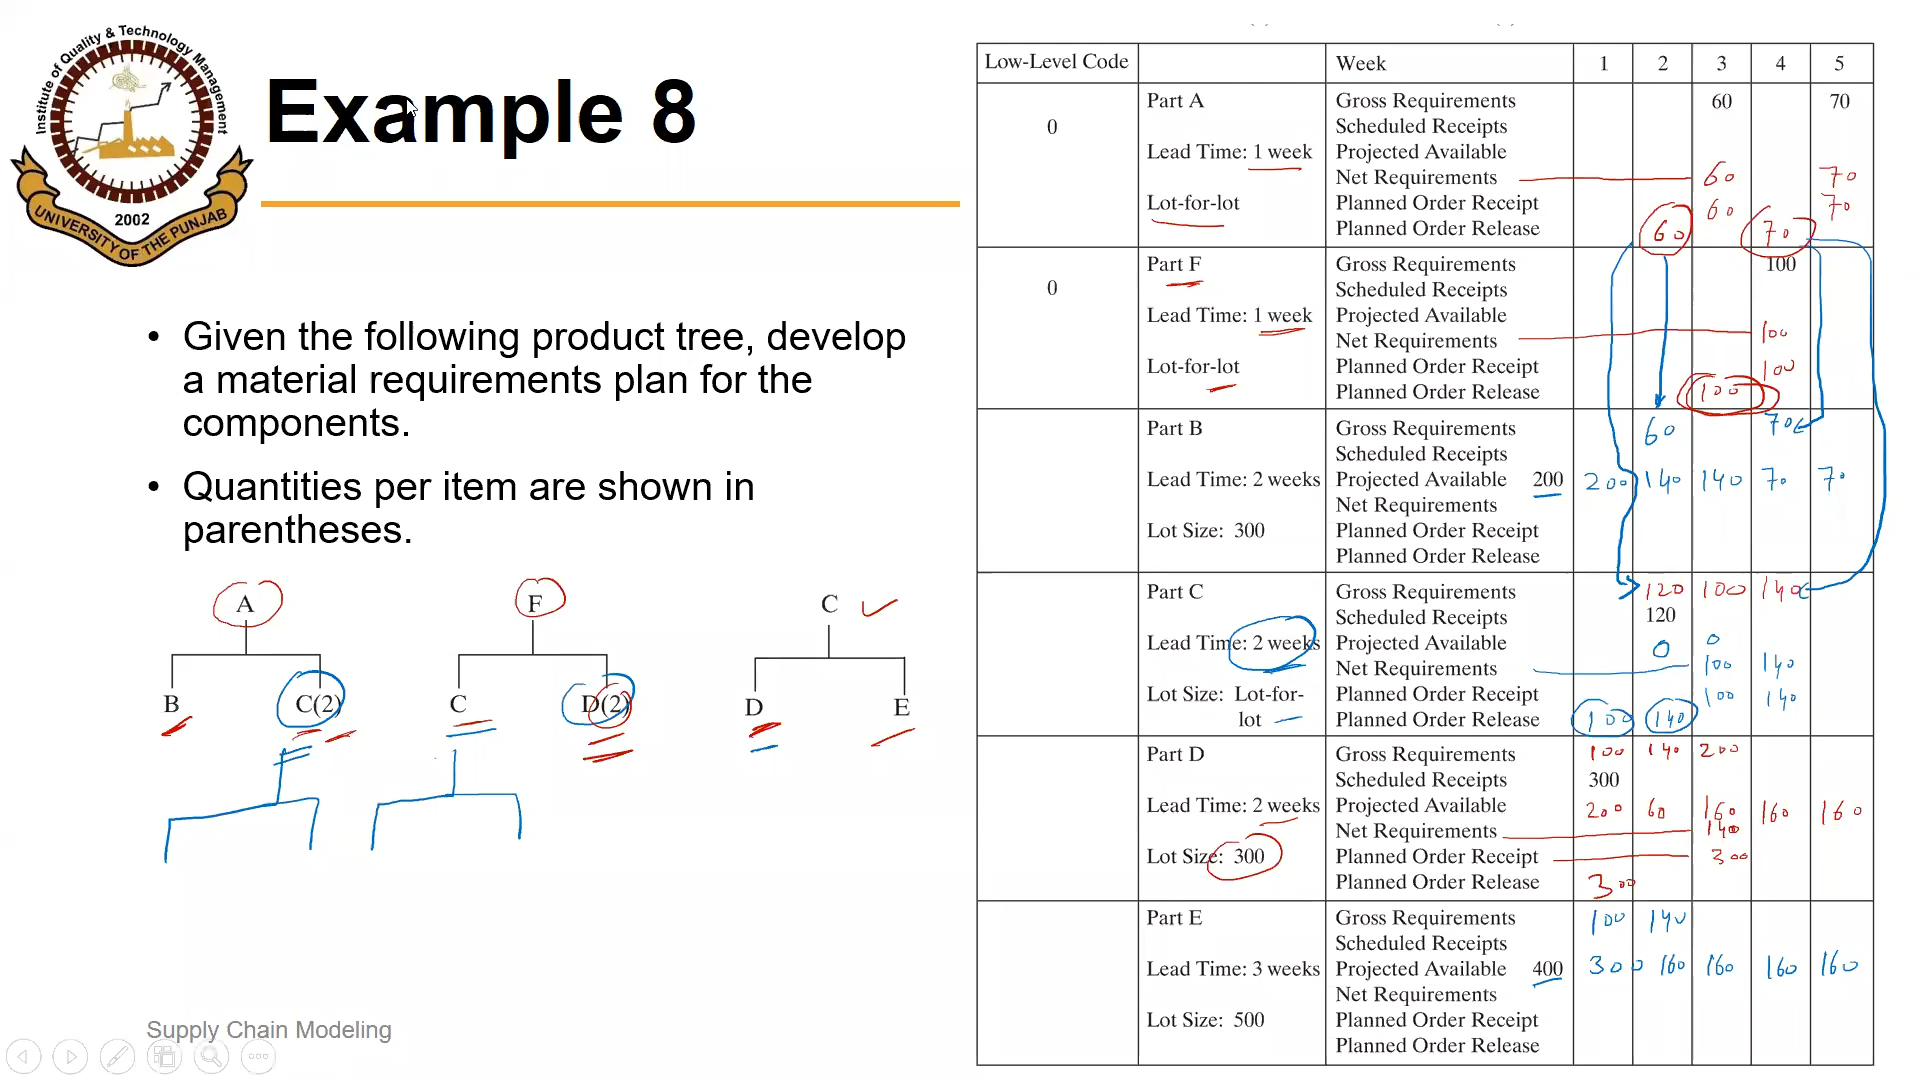 Institute of Quality & Technology Management
2002
UNIVERSITY OF THE PUNJAB
Example 8
• Given the following product tree, develop
a material requirements plan for the
components.
• Quantities per item are shown in
parentheses.
A F C
B C(2) C D(2) D E
Supply Chain Modeling
Low-Level Code Week 1 2 3 4 5
Part A Gross Requirements 60 70
0 Scheduled Receipts
Lead Time: 1 week Projected Available
Net Requirements 60 70
Lot-for-lot Planned Order Receipt 60 70
Planned Order Release 60 70
Part F Gross Requirements 100
0 Scheduled Receipts
Lead Time: 1 week Projected Available
Net Requirements 100
Lot-for-lot Planned Order Receipt 100
Planned Order Release 100
Part B Gross Requirements 60 70
Scheduled Receipts
Lead Time: 2 weeks Projected Available 200 200 140 140 70 70
Net Requirements
Lot Size: 300 Planned Order Receipt
Planned Order Release
Part C Gross Requirements 120 100 140
Scheduled Receipts 120
Lead Time: 2 weeks Projected Available 0 0
Net Requirements 100 140
Lot Size: Lot-for- Planned Order Receipt 100 140
lot Planned Order Release 100 140
Part D Gross Requirements 100 140 200
Scheduled Receipts 300
Lead Time: 2 weeks Projected Available 200 60 160 160 160
Net Requirements 140
Lot Size: 300 Planned Order Receipt 300
Planned Order Release 300
Part E Gross Requirements 100 140
Scheduled Receipts
Lead Time: 3 weeks Projected Available 400 300 160 160 160 160
Net Requirements
Lot Size: 500 Planned Order Receipt
Planned Order Release